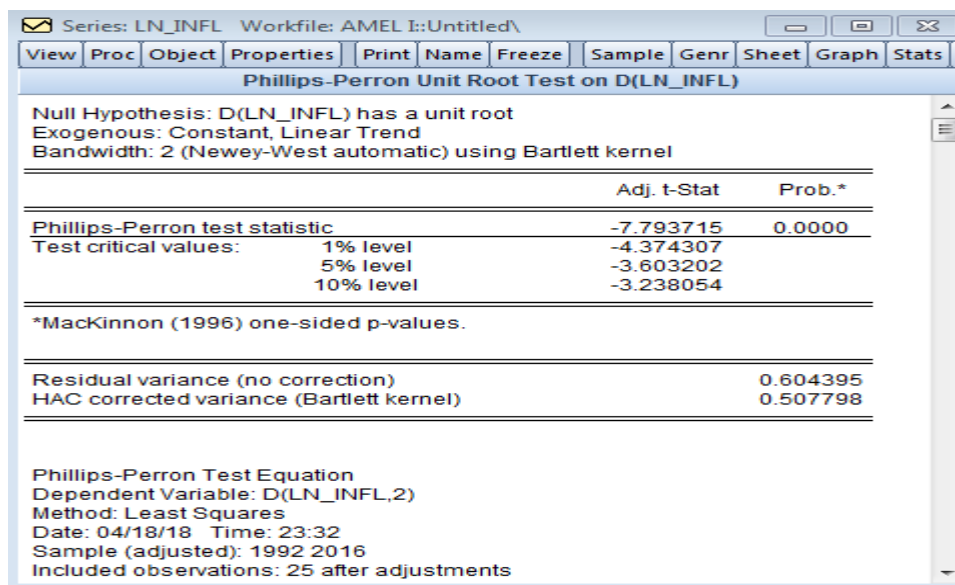 Series: LN_INFL Workfile: AMEL I::Untitled\
View Proc Object Properties Print Name Freeze Sample Genr Sheet Graph Stats
Phillips-Perron Unit Root Test on D(LN_INFL)
Null Hypothesis: D(LN_INFL) has a unit root
Exogenous: Constant, Linear Trend
Bandwidth: 2 (Newey-West automatic) using Bartlett kernel
Adj. t-Stat Prob.*
Phillips-Perron test statistic -7.793715 0.0000
Test critical values: 1% level -4.374307
5% level -3.603202
10% level -3.238054
*MacKinnon (1996) one-sided p-values.
Residual variance (no correction) 0.604395
HAC corrected variance (Bartlett kernel) 0.507798
Phillips-Perron Test Equation
Dependent Variable: D(LN_INFL,2)
Method: Least Squares
Date: 04/18/18 Time: 23:32
Sample (adjusted): 1992 2016
Included observations: 25 after adjustments